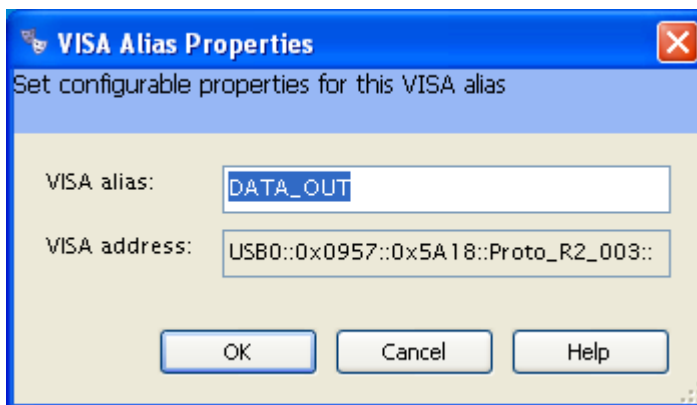 VISA Alias Properties
Set configurable properties for this VISA alias
VISA alias: DATA_OUT
VISA address: USB0::0x0957::0x5A18::Proto_R2_003::
OK Cancel Help